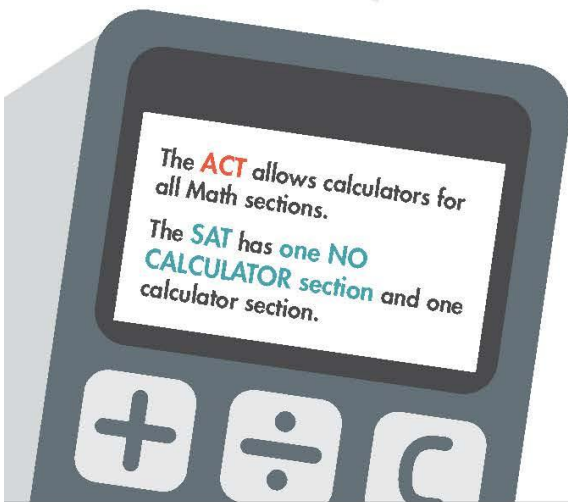 The ACT allows calculators for
all Math sections.
The SAT has one NO
CALCULATOR section and one
calculator section.
+ ÷ C